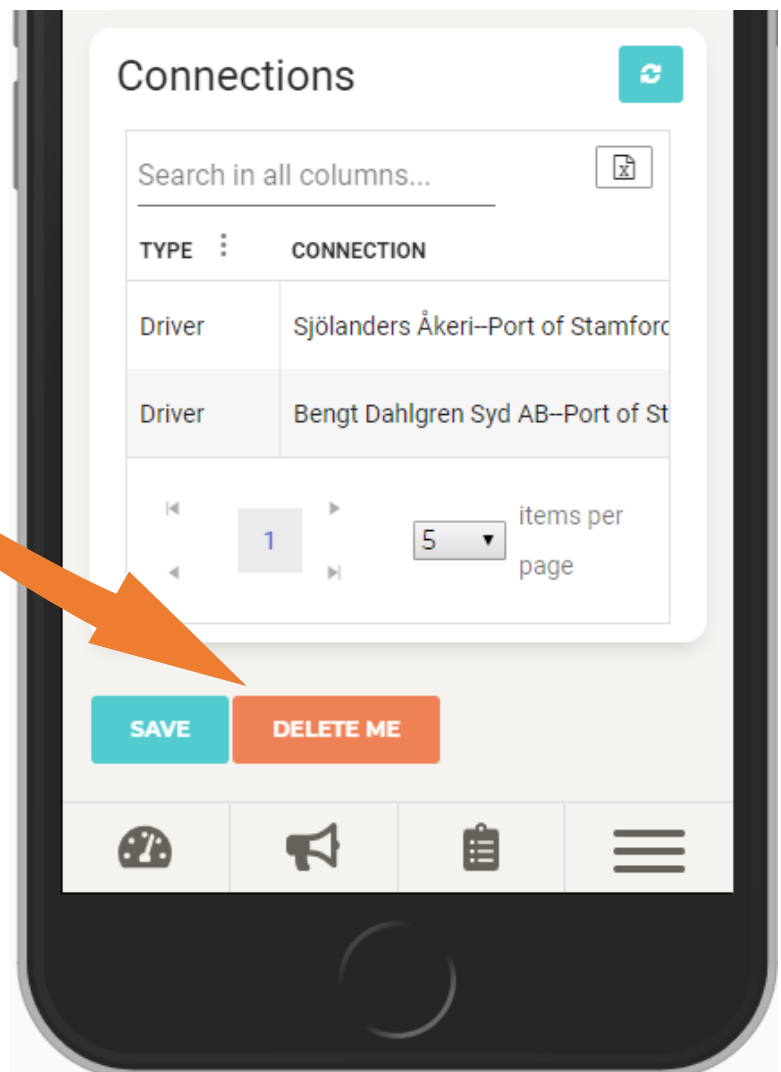 Connections
Search in all columns...
TYPE CONNECTION
Driver Sjölanders Åkeri--Port of Stamford
Driver Bengt Dahlgren Syd AB--Port of St
1 5 items per
page
SAVE DELETE ME